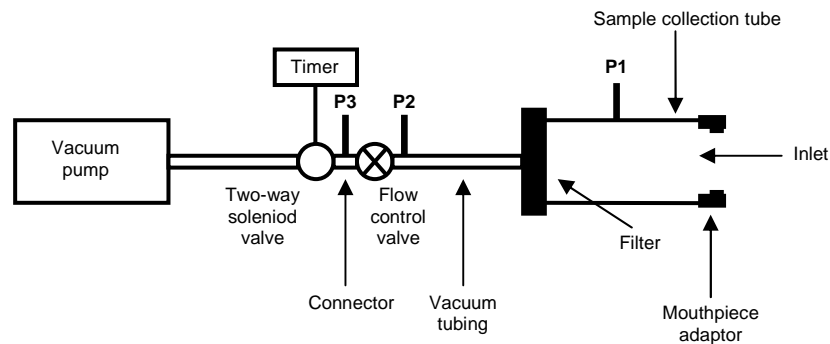 Sample collection tube
Timer
P1
P3
P2
Vacuum
pump
Inlet
Two-way
soleniod
valve
Flow
control
valve
Filter
Connector
Vacuum
tubing
Mouthpiece
adaptor